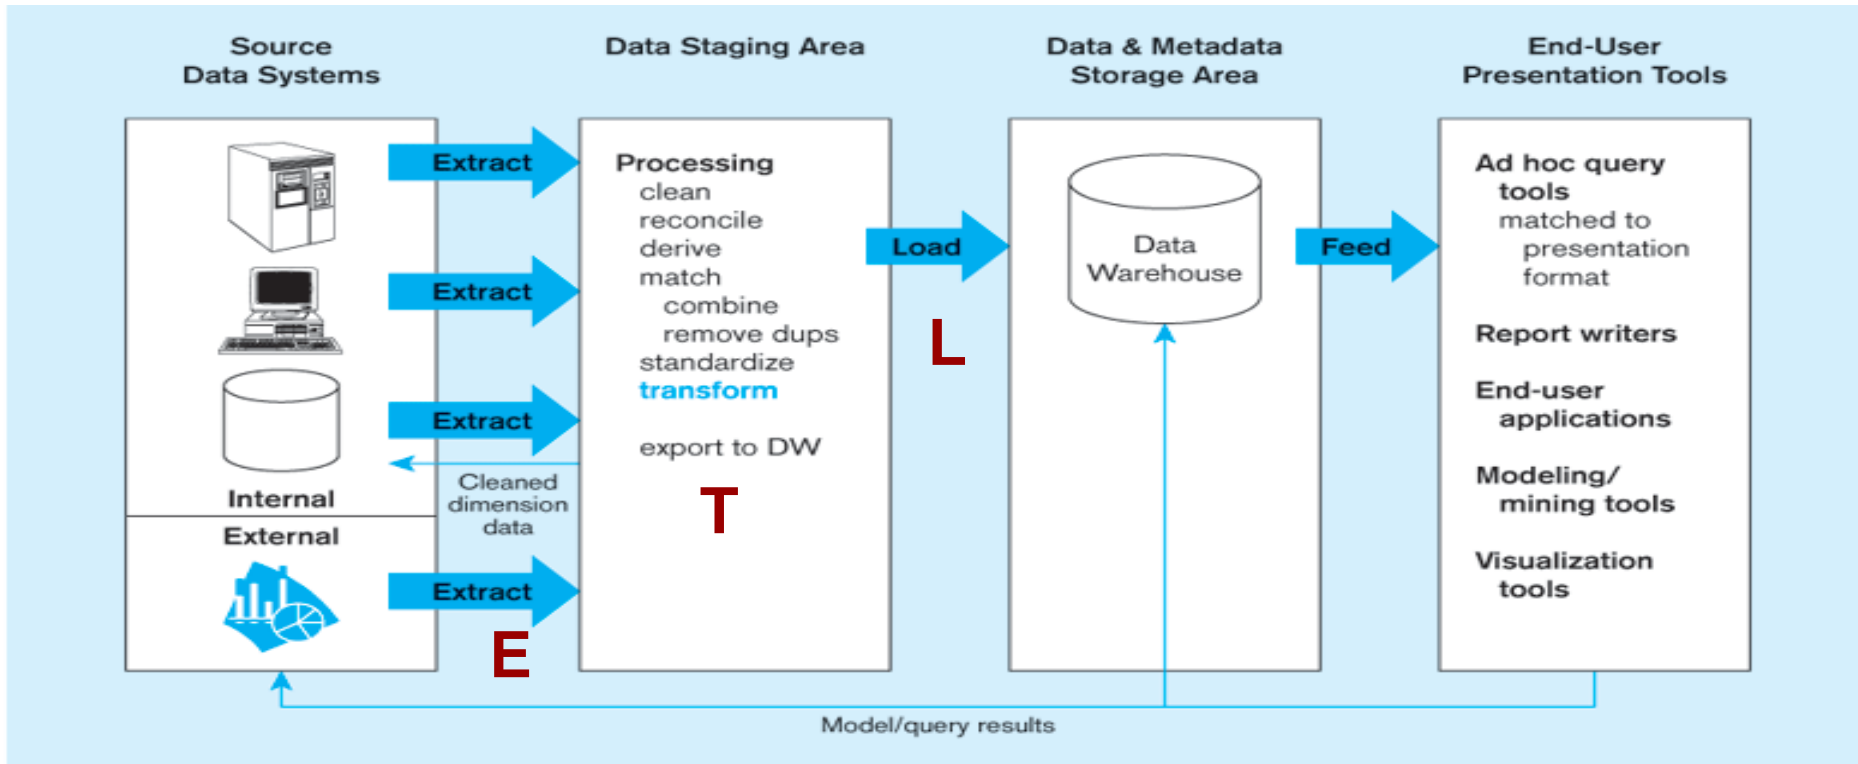 Source
Data Systems
Data Staging Area
Data & Metadata
Storage Area
End-User
Presentation Tools
Extract
Extract
Extract
Internal
External
Extract
E
Cleaned
dimension
data
Processing
clean
reconcile
derive
match
combine
remove dups
standardize
transform
export to DW
T
Load
L
Data
Warehouse
Feed
Ad hoc query
tools
matched to
presentation
format
Report writers
End-user
applications
Modeling/
mining tools
Visualization
tools
Model/query results